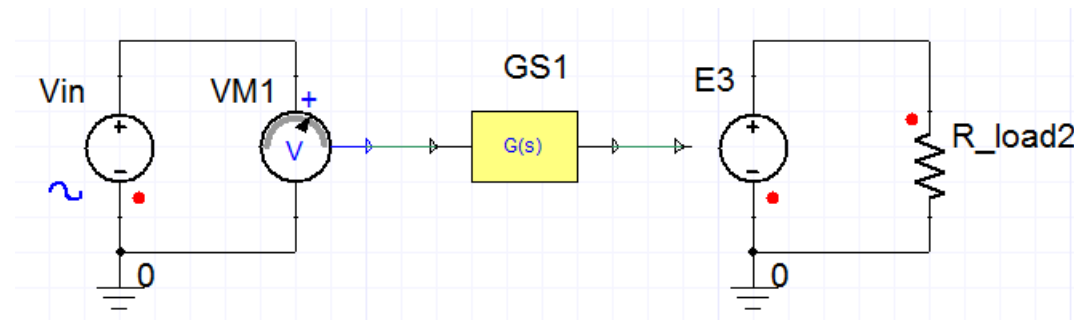 GS1
Vin
VM1
+
E3
+
V
G(s)
+
R_load2
-
-
0
0